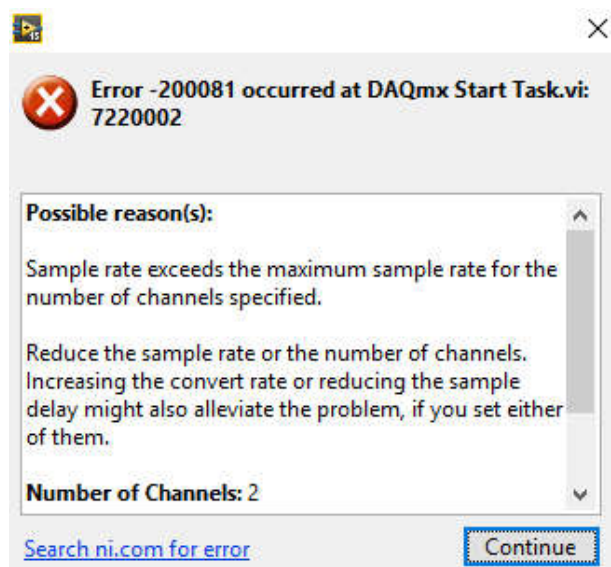 15
Error -200081 occurred at DAQmx Start Task.vi:
7220002
Possible reason(s):
Sample rate exceeds the maximum sample rate for the
number of channels specified.
Reduce the sample rate or the number of channels.
Increasing the convert rate or reducing the sample
delay might also alleviate the problem, if you set either
of them.
Number of Channels: 2
Search ni.com for error
Continue